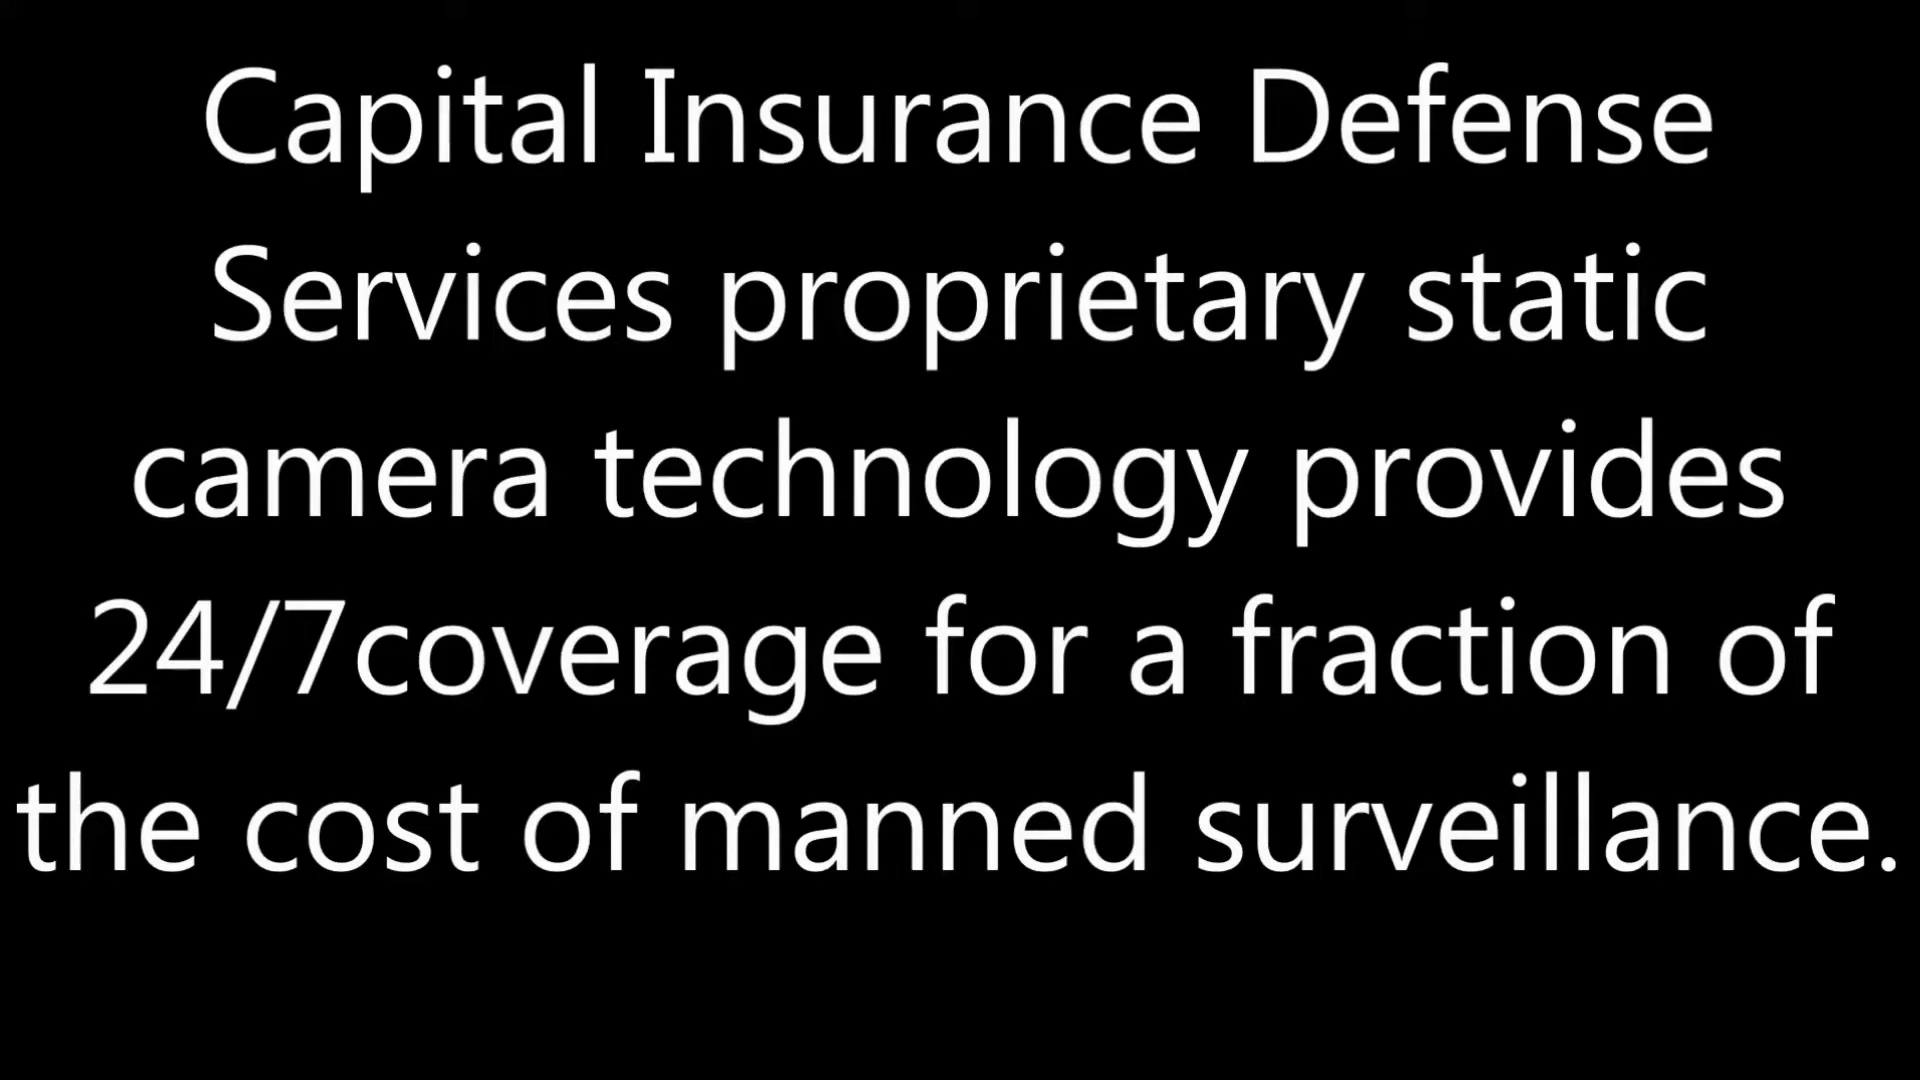 Capital Insurance Defense
Services proprietary static
camera technology provides
24/7coverage for a fraction of
the cost of manned surveillance.